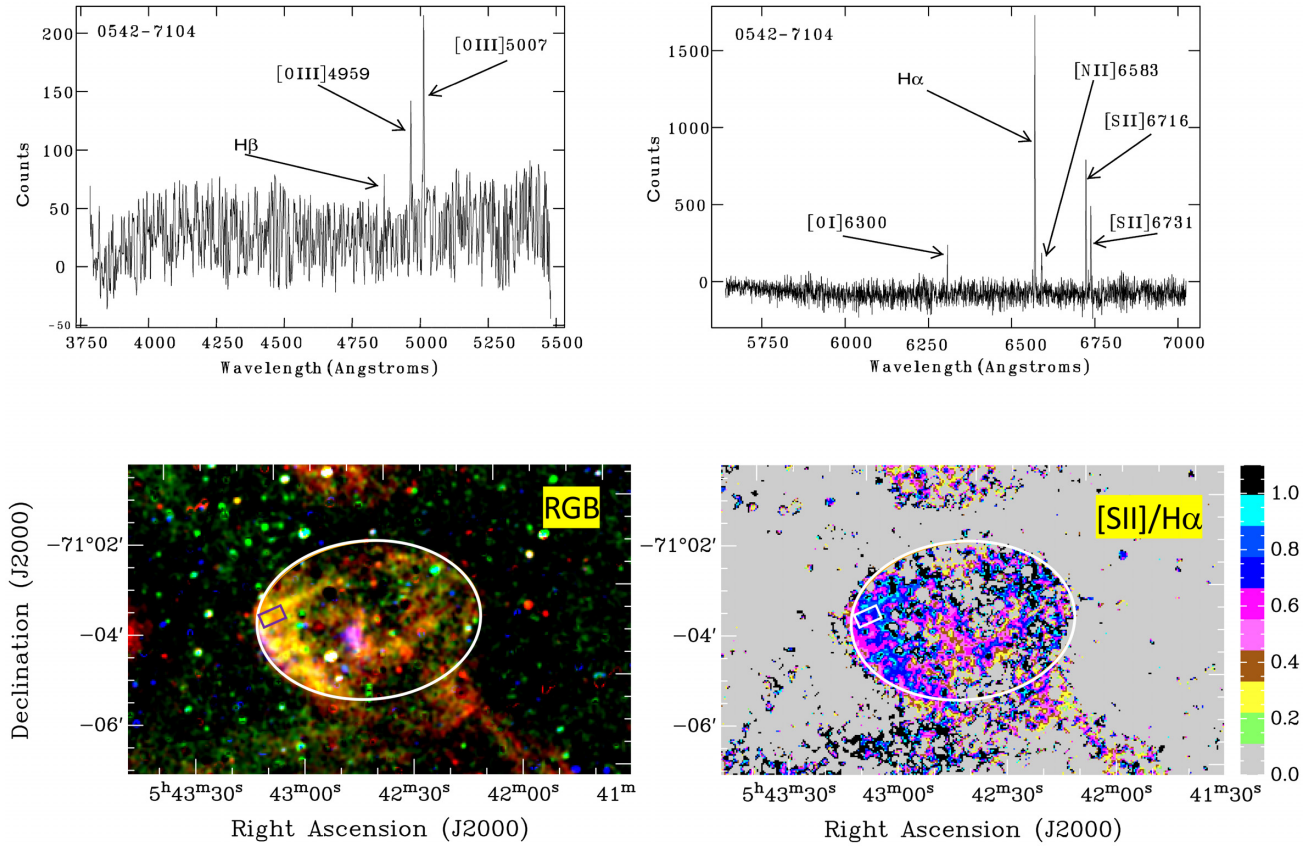 0542-7104
200
150
100
50
0
-50
Counts
[OIII]5007
[OIII]4959
Hβ
3750 4000 4250 4500 4750 5000 5250 5500
Wavelength(Angstroms)
0542-7104
1500
1000
500
0
Counts
Hα
[NII]6583
[SII]6716
[OI]6300
[SII]6731
5750 6000 6250 6500 6750 7000
Wavelength(Angstroms)
RGB
−71°02′
−04′
−06′
Declination (J2000)
5ʰ43ᵐ30ˢ 43ᵐ00ˢ 42ᵐ30ˢ 42ᵐ00ˢ 41ᵐ
Right Ascension (J2000)
[SII]/Hα
−71°02′
−04′
−06′
5ʰ43ᵐ30ˢ 43ᵐ00ˢ 42ᵐ30ˢ 42ᵐ00ˢ 41ᵐ30ˢ
Right Ascension (J2000)
1.0
0.8
0.6
0.4
0.2
0.0